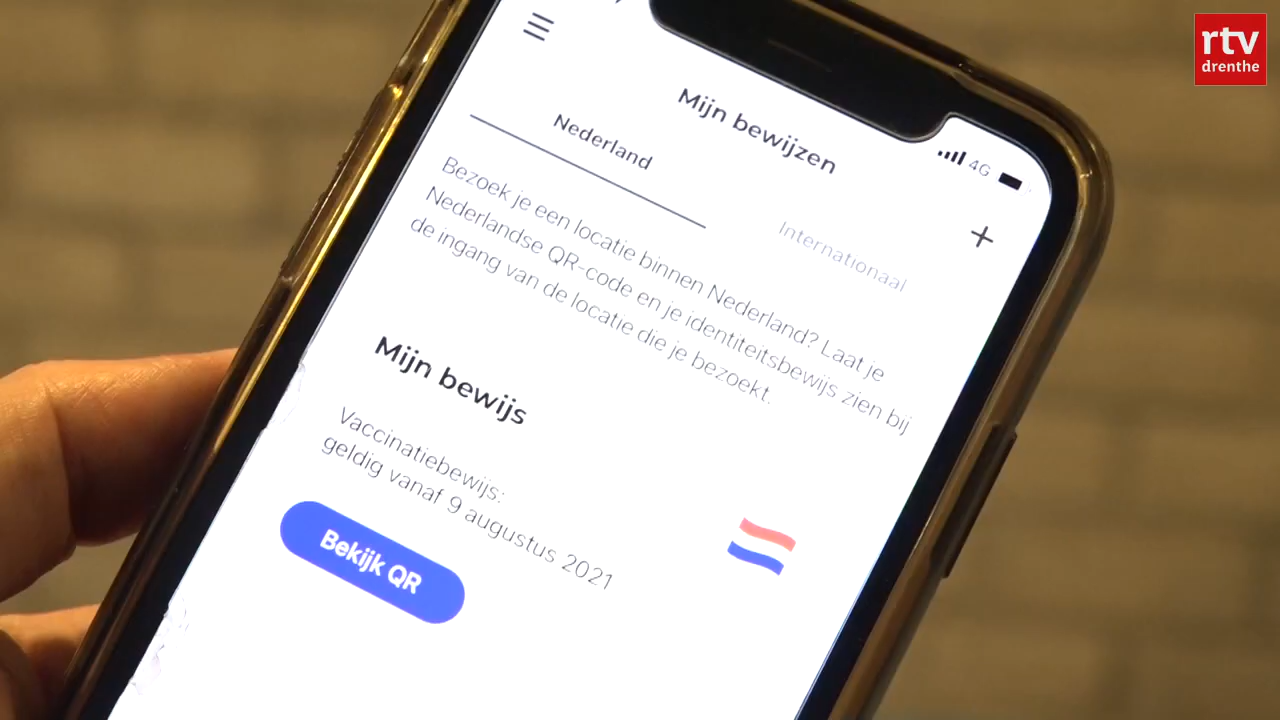 rtv
drenthe
4G
Mijn bewijzen
Nederland
Internationaal
Bezoek je een locatie binnen Nederland? Laat je
Nederlandse QR-code en je identiteitsbewijs zien bij
de ingang van de locatie die je bezoekt.
Mijn bewijs
Vaccinatiebewijs:
geldig vanaf 9 augustus 2021
Bekijk QR